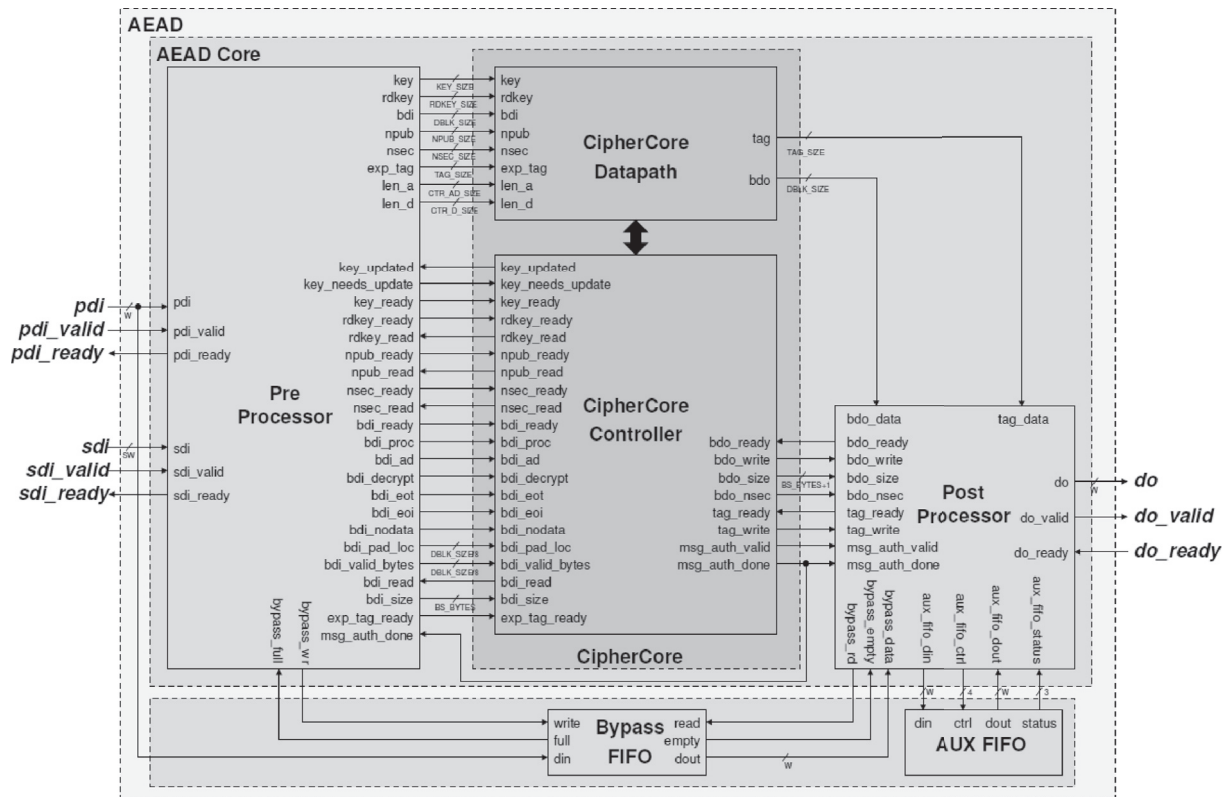 AEAD
AEAD Core
key
rdkey
bdi
npub
nsec
exp_tag
len_a
len_d
KEY_SIZE
RDKEY_SIZE
DBLK_SIZE
NPUB_SIZE
NSEC_SIZE
TAG_SIZE
CTR_AD_SIZE
CTR_D_SIZE
key
rdkey
bdi
npub
nsec
exp_tag
len_a
len_d
CipherCore
Datapath
tag
bdo
TAG_SIZE
DBLK_SIZE
pdi
W
pdi_valid
pdi_ready
sdi
SW
sdi_valid
sdi_ready
pdi
pdi_valid
pdi_ready
sdi
sdi_valid
sdi_ready
Pre
Processor
key_updated
key_needs_update
key_ready
rdkey_ready
rdkey_read
npub_ready
npub_read
nsec_ready
nsec_read
bdi_ready
bdi_proc
bdi_ad
bdi_decrypt
bdi_eot
bdi_eoi
bdi_nodata
bdi_pad_loc
bdi_valid_bytes
bdi_read
bdi_size
exp_tag_ready
msg_auth_done
bypass_full
bypass_wr
DBLK_SIZE/8
DBLK_SIZE/8
BS_BYTES
key_updated
key_needs_update
key_ready
rdkey_ready
rdkey_read
npub_ready
npub_read
nsec_ready
nsec_read
bdi_ready
bdi_proc
bdi_ad
bdi_decrypt
bdi_eot
bdi_eoi
bdi_nodata
bdi_pad_loc
bdi_valid_bytes
bdi_read
bdi_size
exp_tag_ready
CipherCore
Controller
bdo_ready
bdo_write
bdo_size
bdo_nsec
tag_ready
tag_write
msg_auth_valid
msg_auth_done
BS_BYTES+1
CipherCore
bdo_data
tag_data
bdo_ready
bdo_write
bdo_size
bdo_nsec
tag_ready
tag_write
msg_auth_valid
msg_auth_done
Post
Processor
do
do_valid
do_ready
W
do
do_valid
do_ready
bypass_rd
bypass_empty
bypass_data
aux_fifo_din
aux_fifo_ctrl
aux_fifo_dout
aux_fifo_status
W
4
W
3
write
full
din
Bypass
FIFO
read
empty
dout
W
din
ctrl
dout
status
AUX FIFO